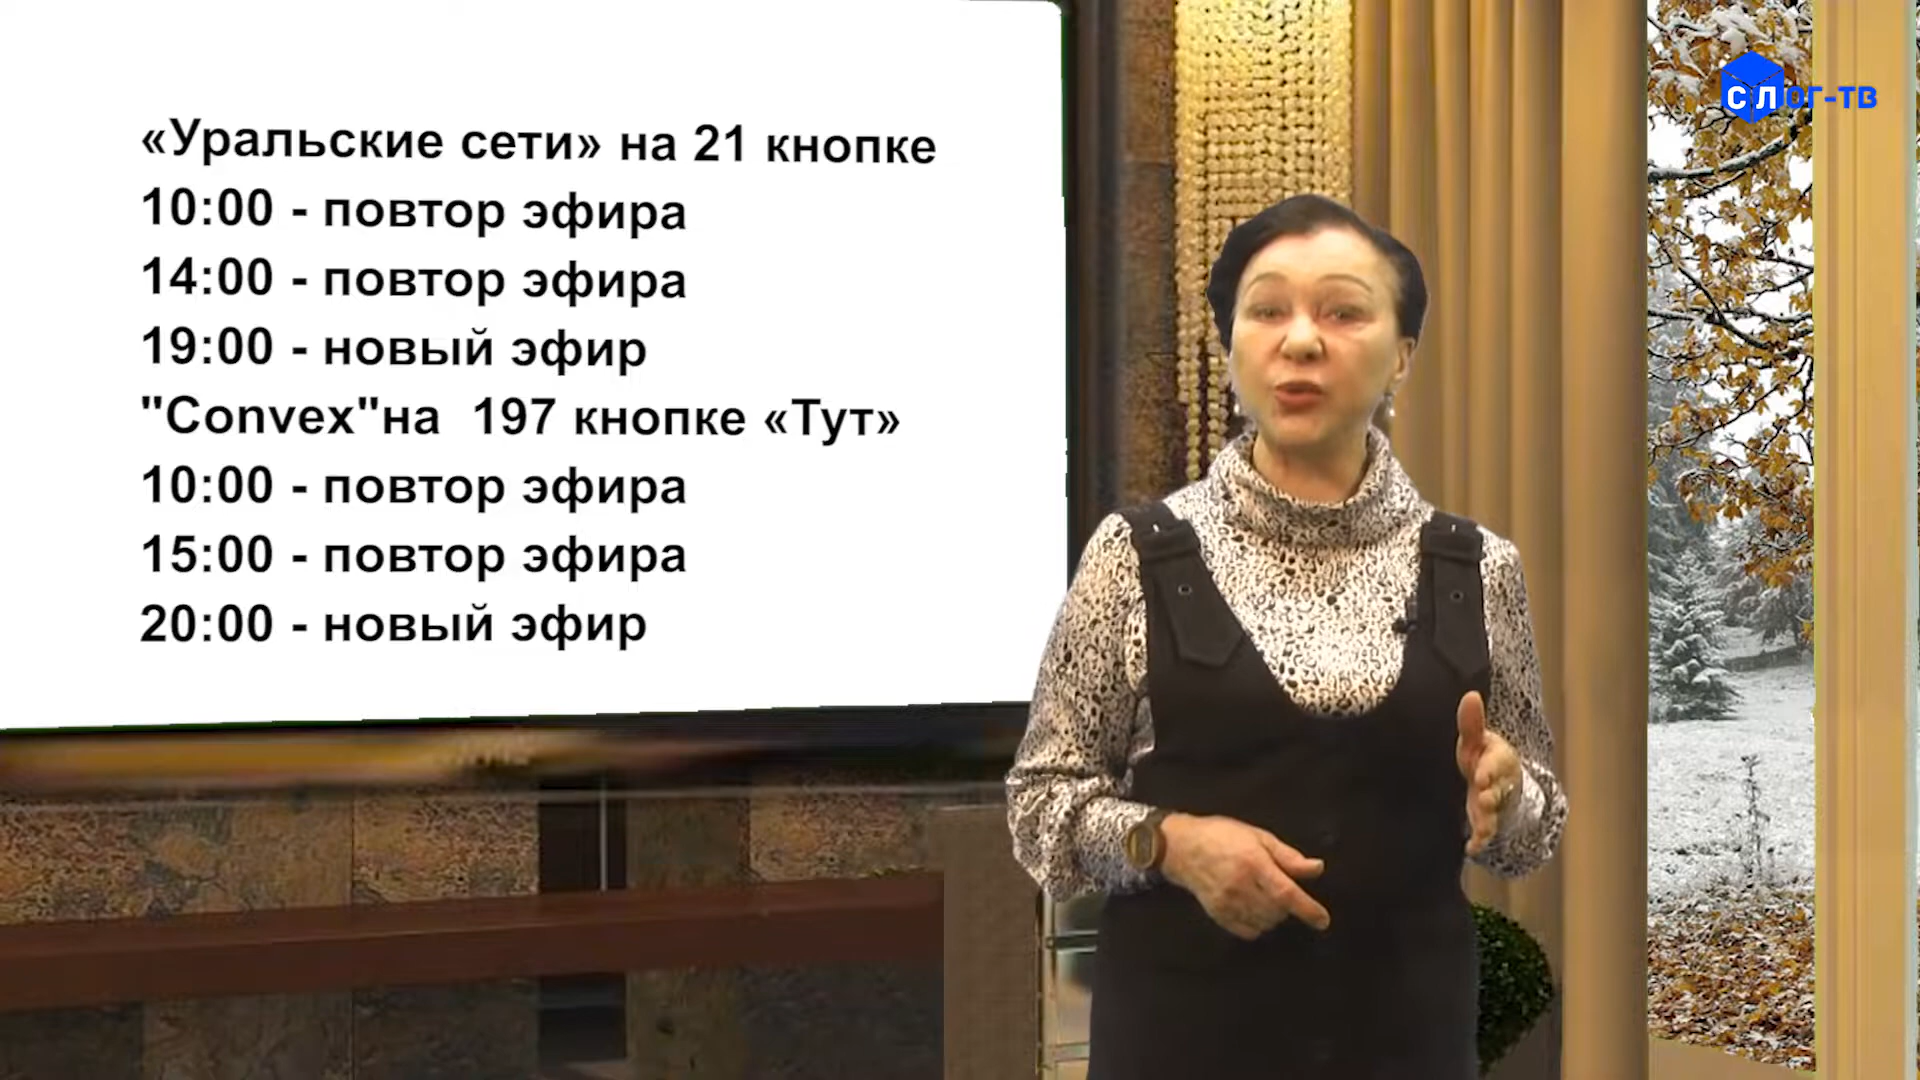 «Уральские сети» на 21 кнопке
10:00 - повтор эфира
14:00 - повтор эфира
19:00 - новый эфир
"Convex"на  197 кнопке «Тут»
10:00 - повтор эфира
15:00 - повтор эфира
20:00 - новый эфир
СЛОГ-ТВ